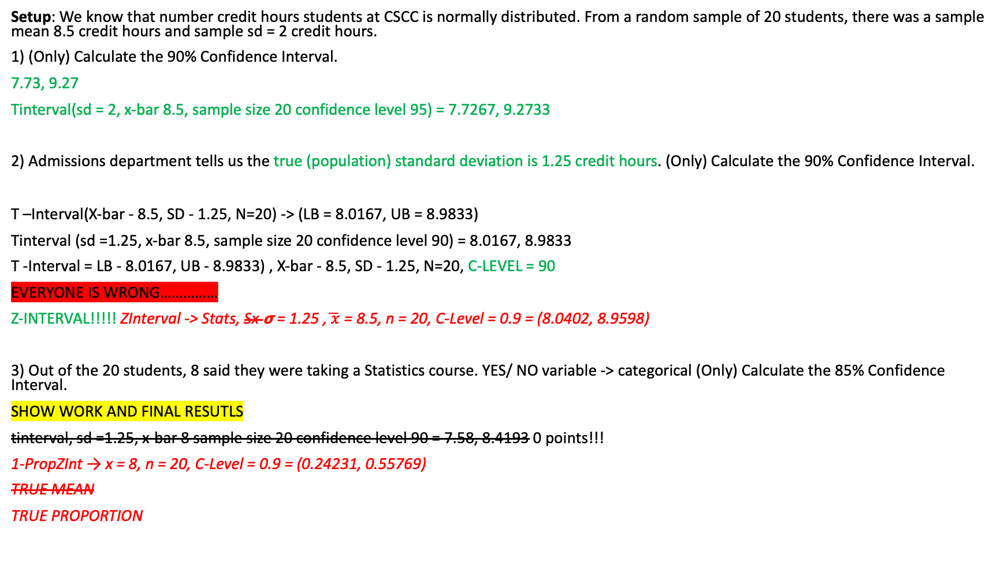 Setup: We know that number credit hours students at CSCC is normally distributed. From a random sample of 20 students, there was a sample
mean 8.5 credit hours and sample sd = 2 credit hours.
1) (Only) Calculate the 90% Confidence Interval.
7.73, 9.27
Tinterval(sd = 2, x-bar 8.5, sample size 20 confidence level 95) = 7.7267, 9.2733
2) Admissions department tells us the true (population) standard deviation is 1.25 credit hours. (Only) Calculate the 90% Confidence Interval.
T –Interval(X-bar - 8.5, SD - 1.25, N=20) -> (LB = 8.0167, UB = 8.9833)
Tinterval (sd =1.25, x-bar 8.5, sample size 20 confidence level 90) = 8.0167, 8.9833
T -Interval = LB - 8.0167, UB - 8.9833) , X-bar - 8.5, SD - 1.25, N=20, C-LEVEL = 90
EVERYONE IS WRONG……………
Z-INTERVAL!!!!! ZInterval -> Stats, Sx σ = 1.25 , x̅ = 8.5, n = 20, C-Level = 0.9 = (8.0402, 8.9598)
3) Out of the 20 students, 8 said they were taking a Statistics course. YES/ NO variable -> categorical (Only) Calculate the 85% Confidence
Interval.
SHOW WORK AND FINAL RESUTLS
tinterval, sd =1.25, x-bar 8 sample size 20 confidence level 90 = 7.58, 8.4193 0 points!!!
1-PropZInt → x = 8, n = 20, C-Level = 0.9 = (0.24231, 0.55769)
TRUE MEAN
TRUE PROPORTION